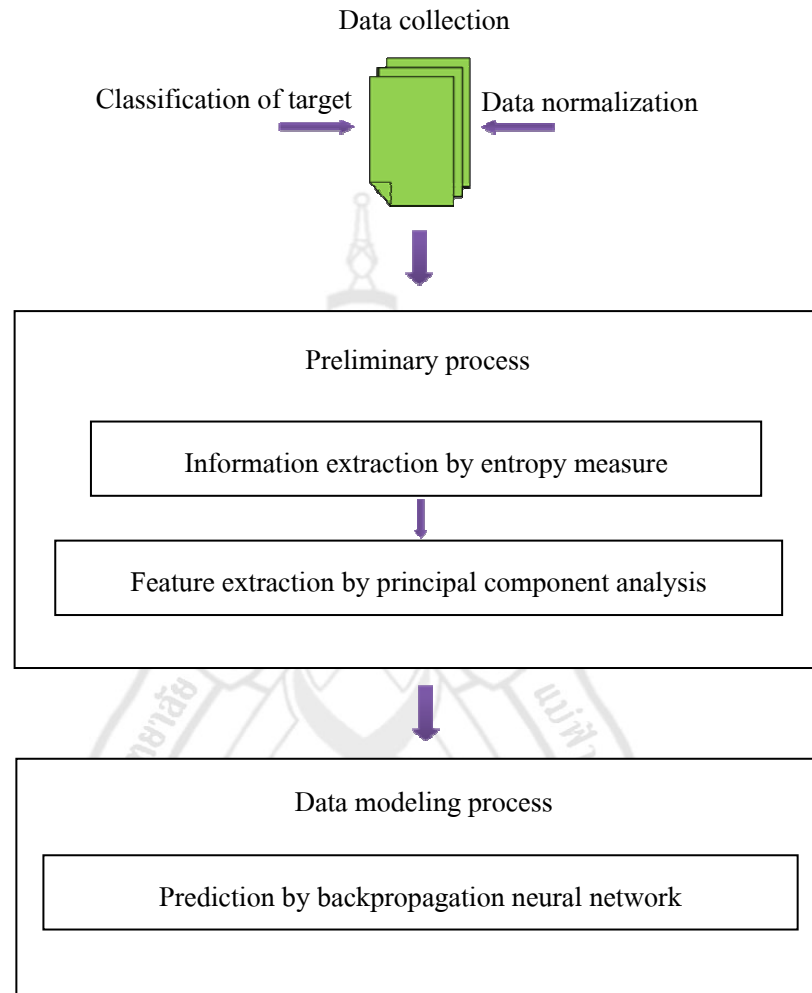 Data collection
Classification of target
Data normalization
Preliminary process
Information extraction by entropy measure
Feature extraction by principal component analysis
Data modeling process
Prediction by backpropagation neural network